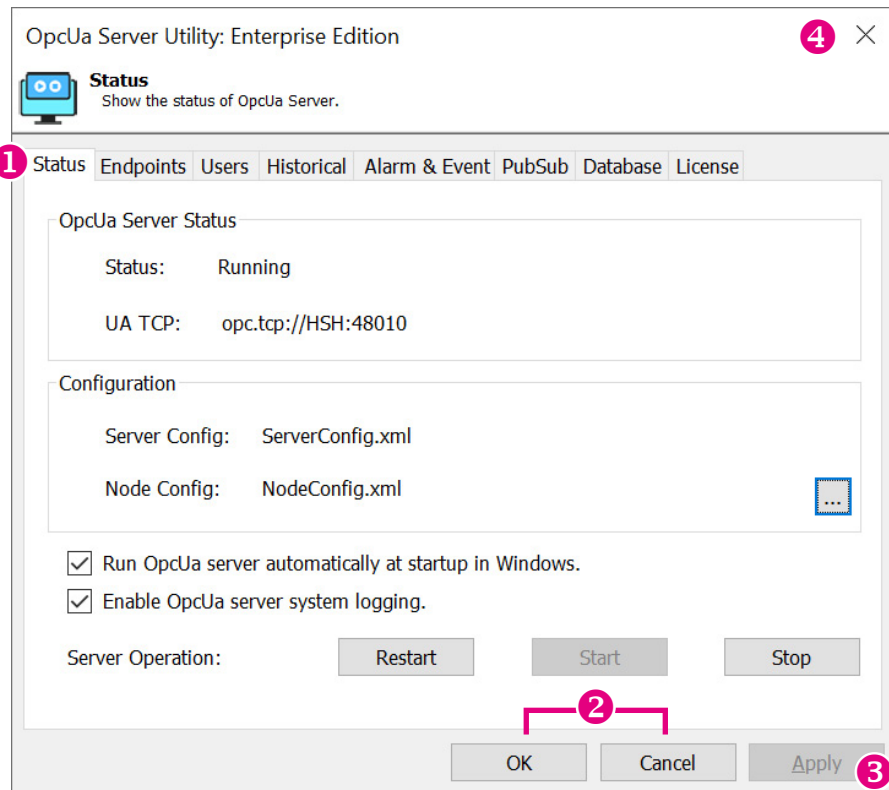 OpcUa Server Utility: Enterprise Edition
4
Status
Show the status of OpcUa Server.
1
Status Endpoints Users Historical Alarm & Event PubSub Database License
OpcUa Server Status
Status: Running
UA TCP: opc.tcp://HSH:48010
Configuration
Server Config: ServerConfig.xml
Node Config: NodeConfig.xml
...
Run OpcUa server automatically at startup in Windows.
Enable OpcUa server system logging.
Server Operation: Restart Start Stop
2
OK Cancel Apply
3